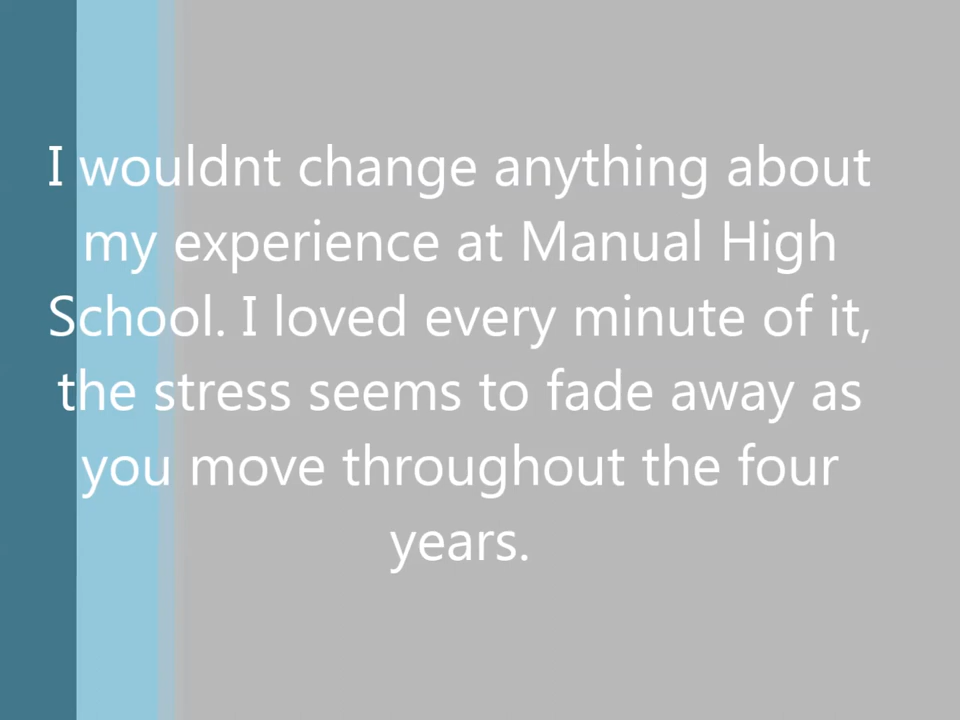 I wouldnt change anything about
my experience at Manual High
School. I loved every minute of it,
the stress seems to fade away as
you move throughout the four
years.